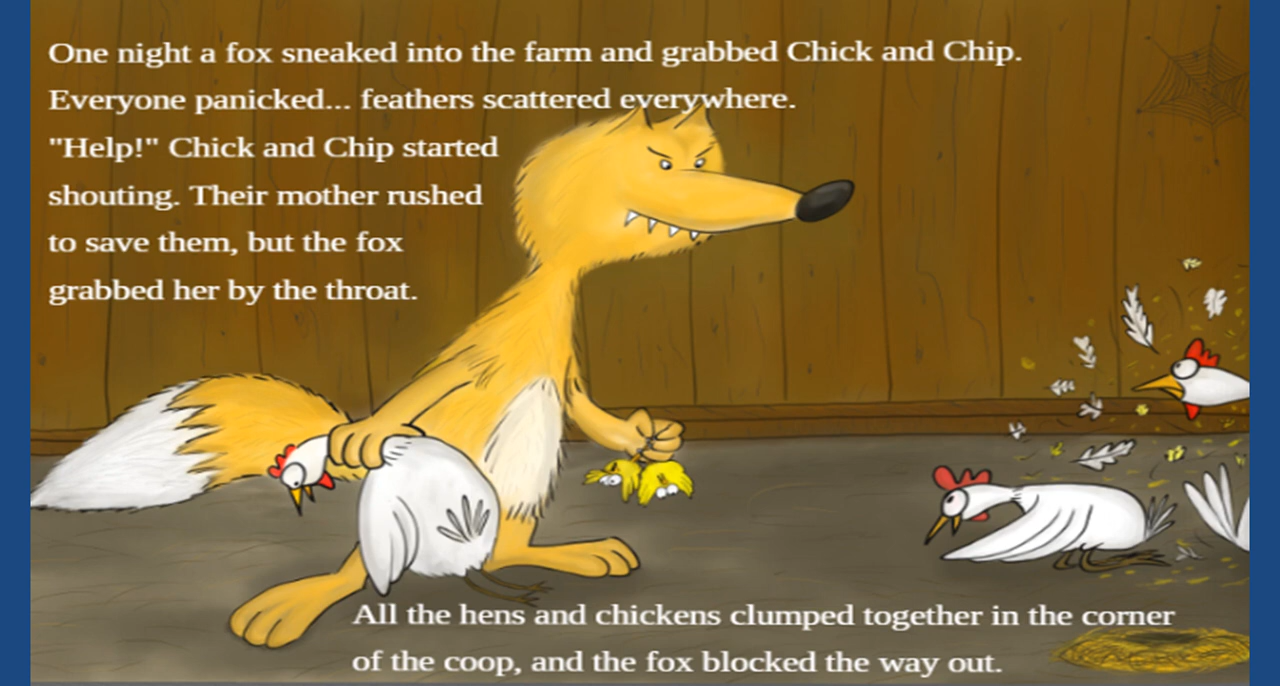 One night a fox sneaked into the farm and grabbed Chick and Chip.
Everyone panicked... feathers scattered everywhere.
"Help!" Chick and Chip started
shouting. Their mother rushed
to save them, but the fox
grabbed her by the throat.
All the hens and chickens clumped together in the corner
of the coop, and the fox blocked the way out.